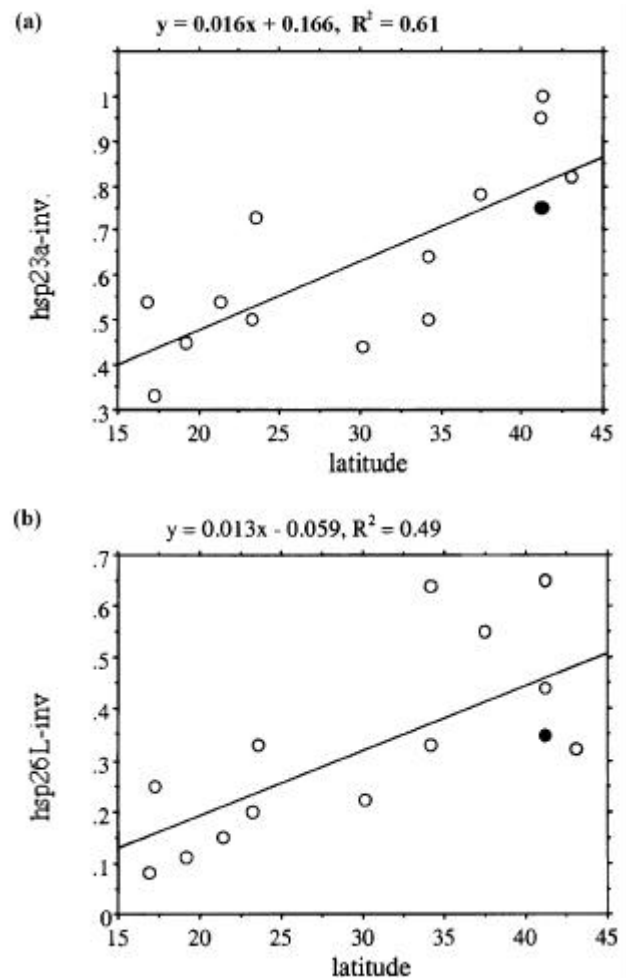 (a)
y = 0.016x + 0.166, R² = 0.61
1
.9
.8
.7
.6
.5
.4
.3
hsp23a-inv.
15 20 25 30 35 40 45
latitude
(b)
y = 0.013x - 0.059, R² = 0.49
.7
.6
.5
.4
.3
.2
.1
0
hsp26L-inv
15 20 25 30 35 40 45
latitude